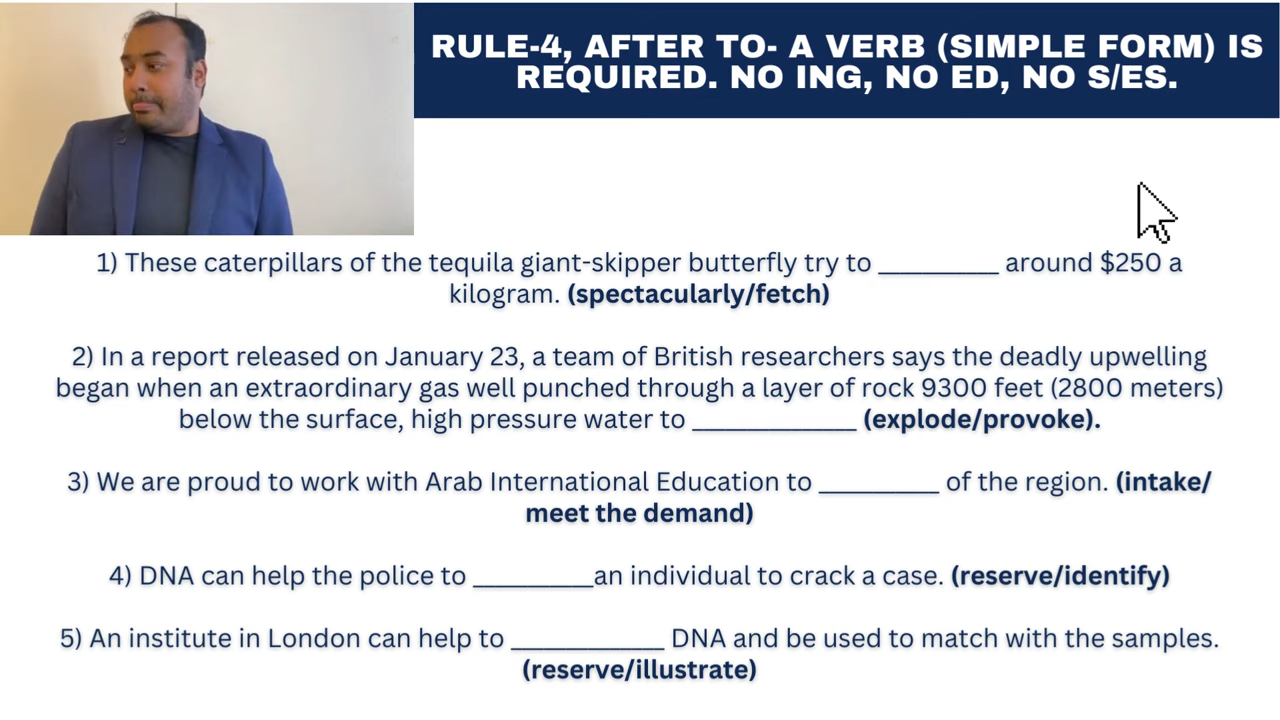 RULE-4, AFTER TO- A VERB (SIMPLE FORM) IS
REQUIRED. NO ING, NO ED, NO S/ES.
1) These caterpillars of the tequila giant-skipper butterfly try to _________ around $250 a
kilogram. (spectacularly/fetch)
2) In a report released on January 23, a team of British researchers says the deadly upwelling
began when an extraordinary gas well punched through a layer of rock 9300 feet (2800 meters)
below the surface, high pressure water to ____________ (explode/provoke).
3) We are proud to work with Arab International Education to _________ of the region. (intake/
meet the demand)
4) DNA can help the police to _________an individual to crack a case. (reserve/identify)
5) An institute in London can help to ___________ DNA and be used to match with the samples.
(reserve/illustrate)